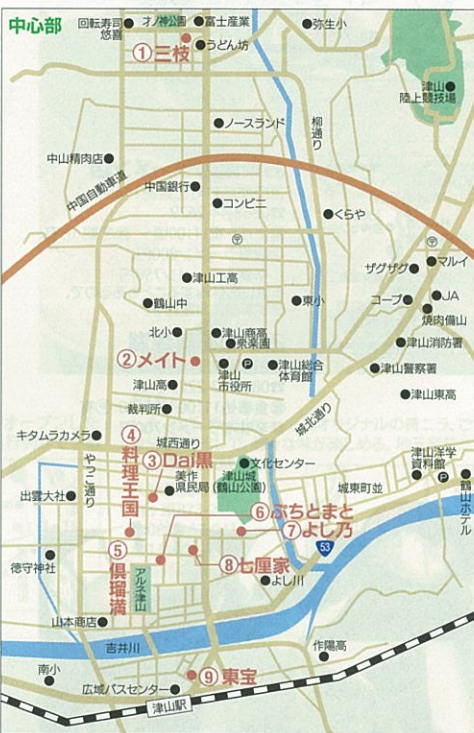 中心部
回転寿司
悠喜
才ノ神公園
富士産業
弥生小
①三枝
うどん坊
津山
陸上競技場
ノースランド
柳通り
中山精肉店
中国自動車道
中国銀行
コンビニ
くらや
〒
〒
マルイ
ザグザグ
津山工高
鶴山中
東小
コープ
JA
焼肉備山
北小
津山商高
衆楽園
津山消防署
②メイト
津山
市役所
P
津山総合
体育館
津山警察署
津山高
津山東高
裁判所
城北通り
キタムラカメラ
城西通り
やつこ通り
④料理王国
③Dai黒
文化センター
津山洋学
資料館
P
鶴山ホテル
美作
県民局
津山城
(鶴山公園)
城東町並
出雲大社
⑥ぷちとまと
⑦よし乃
53
⑤倶瑠満
⑧七厘家
徳守神社
アルネ津山
よし川
山本商店
吉井川
作陽高
南小
⑨東宝
広域バスセンター
津山駅